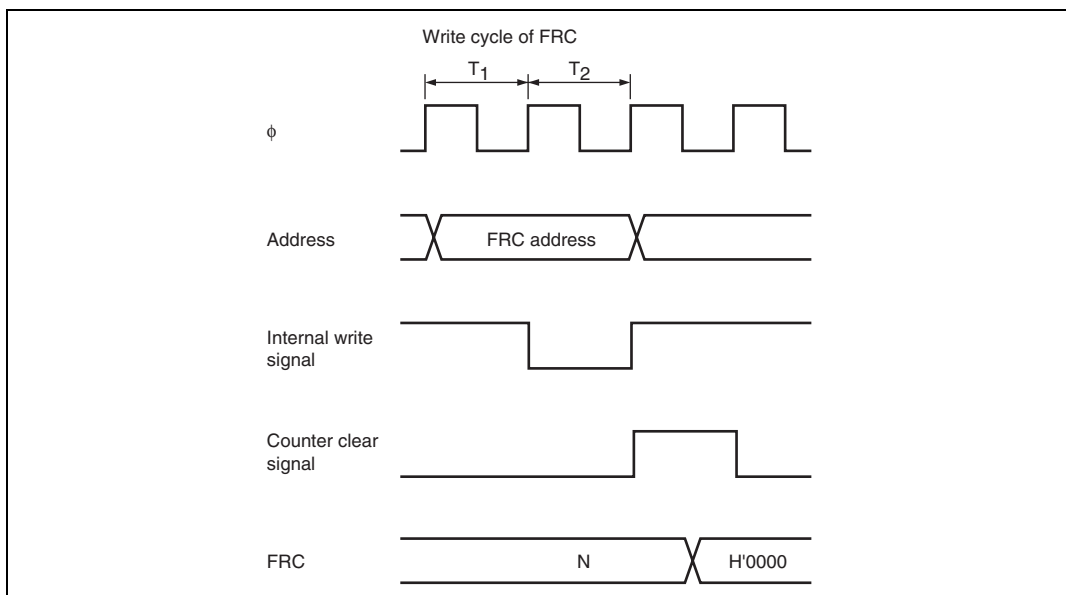 Write cycle of FRC
T1 T2
ϕ
Address
FRC address
Internal write
signal
Counter clear
signal
FRC
N
H'0000